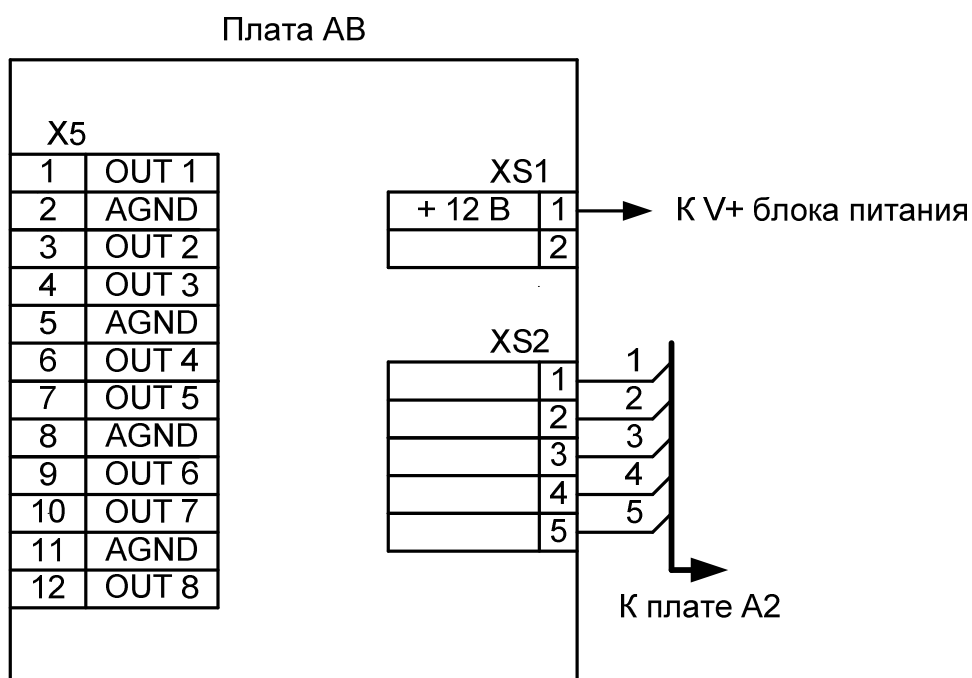 Плата АВ
X5
1 OUT 1
2 AGND
3 OUT 2
4 OUT 3
5 AGND
6 OUT 4
7 OUT 5
8 AGND
9 OUT 6
10 OUT 7
11 AGND
12 OUT 8
XS1
+ 12 В 1
2
К V+ блока питания
XS2
1 1
2 2
3 3
4 4
5 5
К плате А2